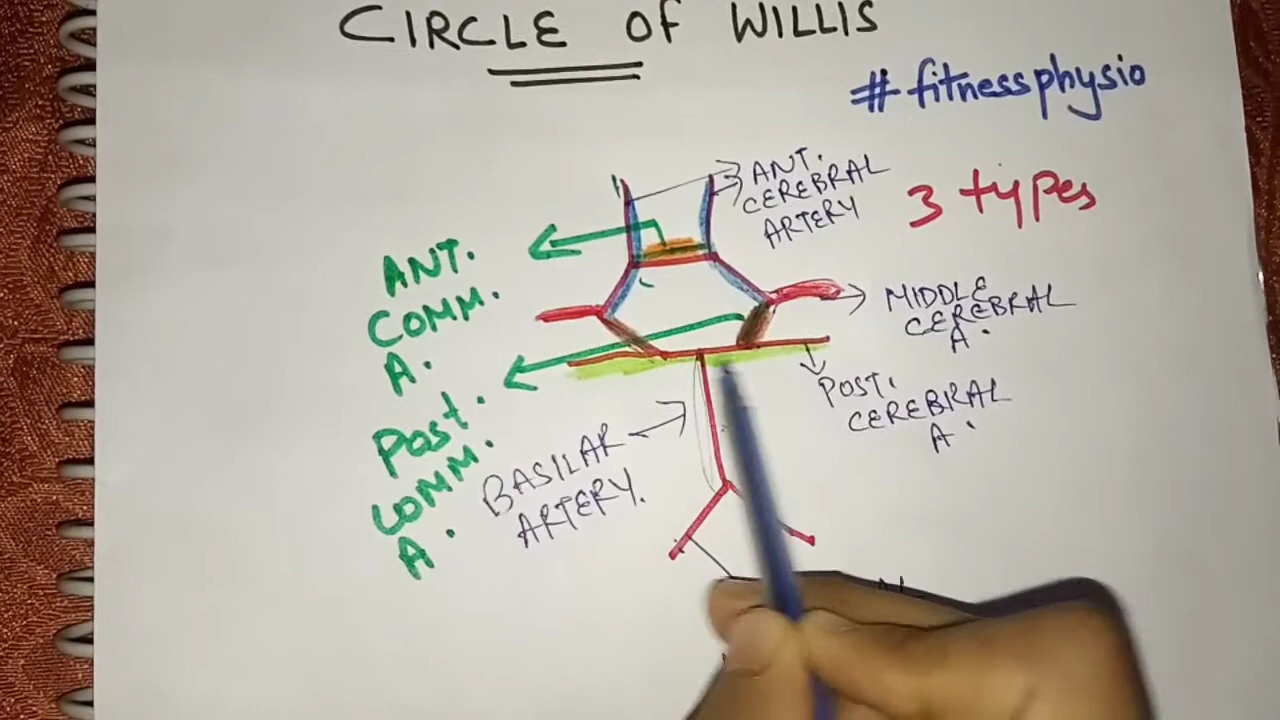 CIRCLE OF WILLIS
#fitnessphysio
ANT.
CEREBRAL
ARTERY
3 types
ANT.
COMM.
A.
MIDDLE
CEREBRAL
A.
POST.
CEREBRAL
A.
Post.
COMM.
A.
BASILAR
ARTERY.